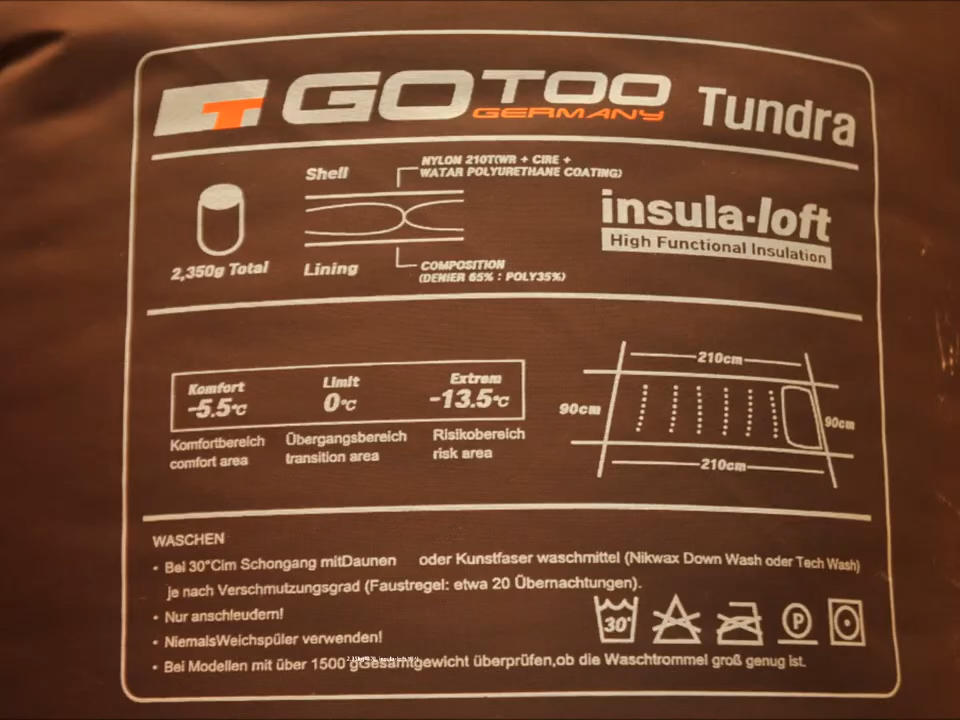 GOTOO GERMANY Tundra
Shell
NYLON 210T(WR + CIRE +
WATAR POLYURETHANE COATING)
insula-loft
High Functional Insulation
2,350g Total
Lining
COMPOSITION
(DENIER 65% : POLY35%)
Komfort Limit Extrem
-5.5°C 0°C -13.5°C
Komfortbereich Übergangsbereich Risikobereich
comfort area transition area risk area
210cm
90cm
90cm
210cm
WASCHEN
• Bei 30°Cim Schongang mitDaunen oder Kunstfaser waschmittel (Nikwax Down Wash oder Tech Wash)
je nach Verschmutzungsgrad (Faustregel: etwa 20 Übernachtungen).
• Nur anschleudern!
• NiemalsWeichspüler verwenden!
30°
P
• Bei Modellen mit über 1500 gGesamtgewicht überprüfen,ob die Waschtrommel groß genug ist.